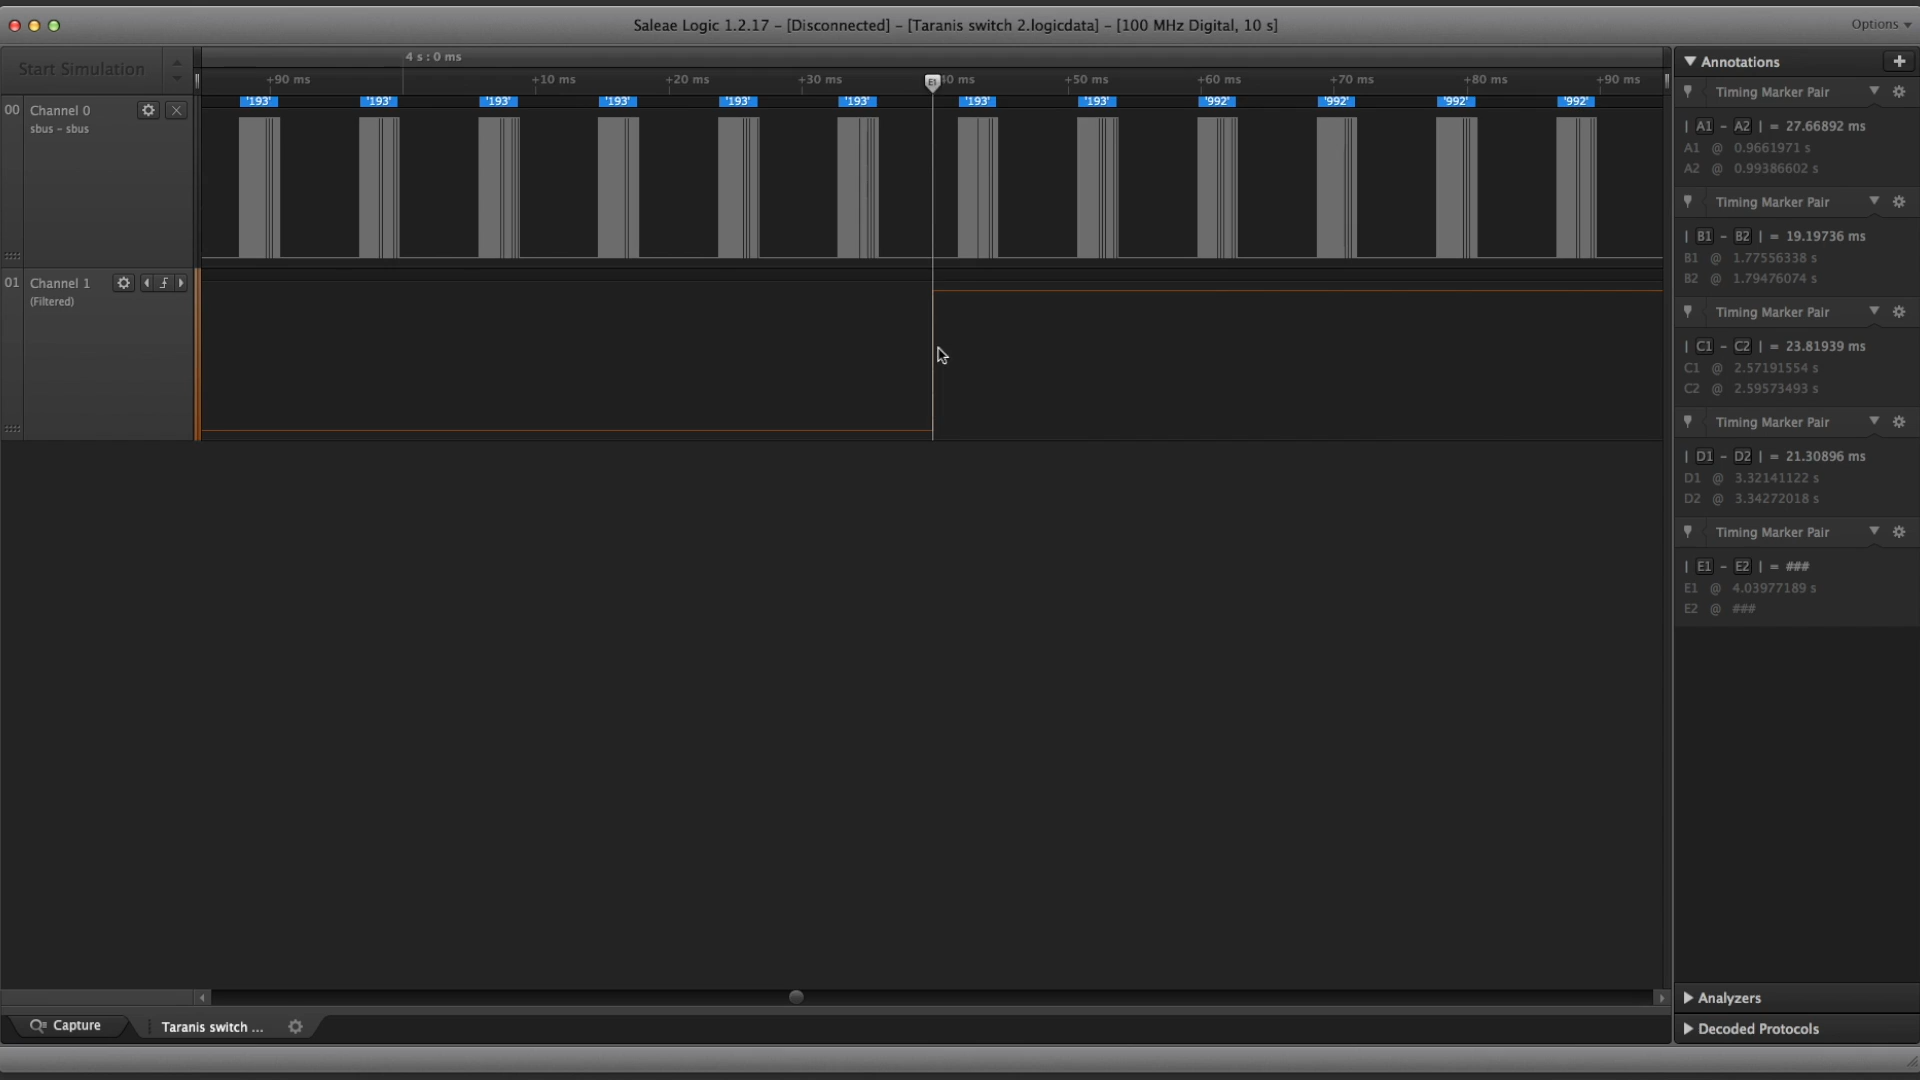 Saleae Logic 1.2.17 – [Disconnected] – [Taranis switch 2.logicdata] – [100 MHz Digital, 10 s]
Options
Start Simulation
4 s : 0 ms
+90 ms +10 ms +20 ms +30 ms 40 ms +50 ms +60 ms +70 ms +80 ms +90 ms
E1
'193' '193' '193' '193' '193' '193' '193' '193' '992' '992' '992' '992'
00 Channel 0
sbus – sbus
01 Channel 1
(Filtered)
Annotations
Timing Marker Pair
| A1 – A2 | = 27.66892 ms
A1 @ 0.9661971 s
A2 @ 0.99386602 s
Timing Marker Pair
| B1 – B2 | = 19.19736 ms
B1 @ 1.77556338 s
B2 @ 1.79476074 s
Timing Marker Pair
| C1 – C2 | = 23.81939 ms
C1 @ 2.57191554 s
C2 @ 2.59573493 s
Timing Marker Pair
| D1 – D2 | = 21.30896 ms
D1 @ 3.32141122 s
D2 @ 3.34272018 s
Timing Marker Pair
| E1 – E2 | = ###
E1 @ 4.03977189 s
E2 @ ###
Analyzers
Decoded Protocols
Capture
Taranis switch ...